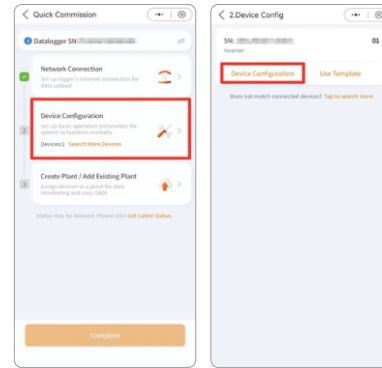 Quick Commission
Datalogger SN:
Network Connection
Set up logger's internet connection for
data upload
2
Device Configuration
Set up basic operation parameters for
system to function normally
Devices:1 Search More Devices
3
Create Plant / Add Existing Plant
Assign devices to a plant for data
monitoring and easy O&M
Status may be delayed. Please click Get Latest Status
Complete
2.Device Config
SN: 01
Inverter
Device Configuration Use Template
Does not match connected devices? Tap to search more